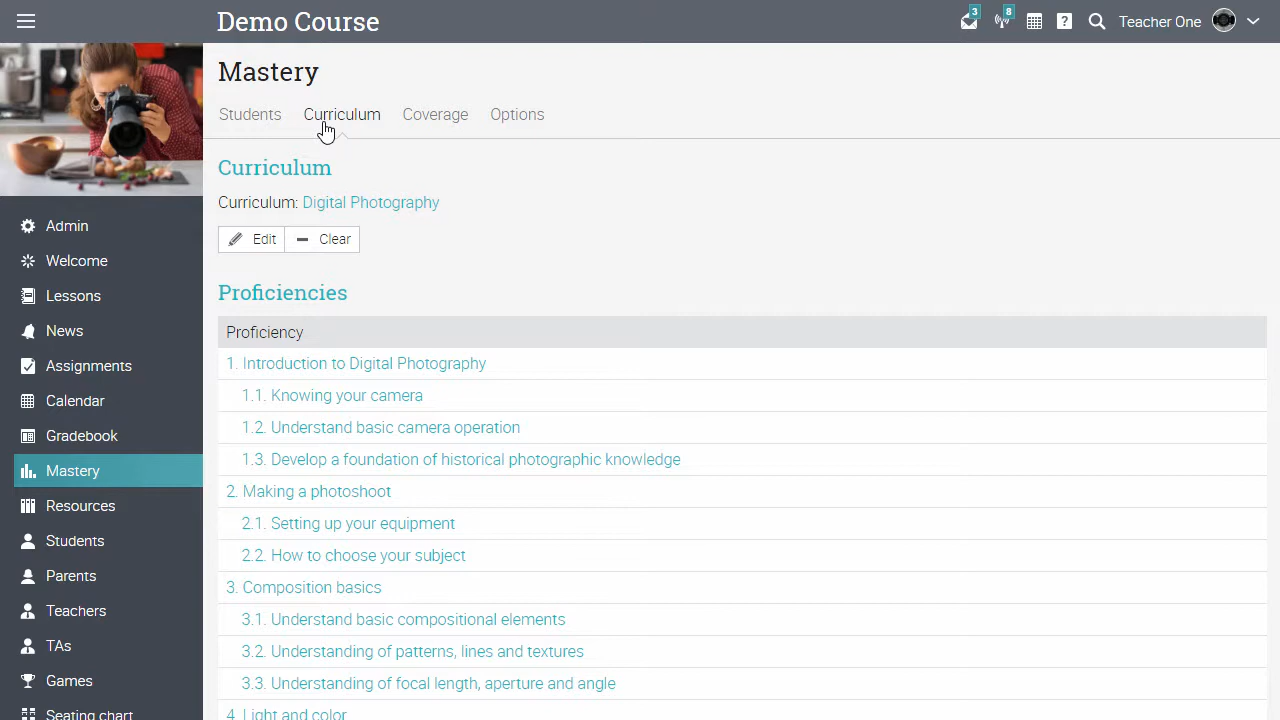 Demo Course
3
8
?
Teacher One
Mastery
Students
Curriculum
Coverage
Options
Curriculum
Curriculum: Digital Photography
Edit
Clear
Proficiencies
Proficiency
1. Introduction to Digital Photography
1.1. Knowing your camera
1.2. Understand basic camera operation
1.3. Develop a foundation of historical photographic knowledge
2. Making a photoshoot
2.1. Setting up your equipment
2.2. How to choose your subject
3. Composition basics
3.1. Understand basic compositional elements
3.2. Understanding of patterns, lines and textures
3.3. Understanding of focal length, aperture and angle
4. Light and color
Admin
Welcome
Lessons
News
Assignments
Calendar
Gradebook
Mastery
Resources
Students
Parents
Teachers
TAs
Games
Seating chart